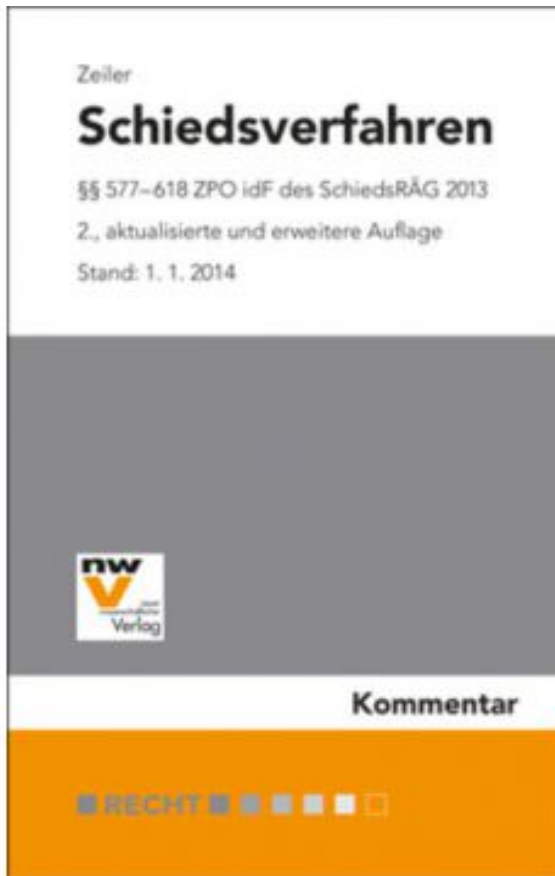 Zeiler
Schiedsverfahren
§§ 577–618 ZPO idF des SchiedsRÄG 2013
2., aktualisierte und erweitere Auflage
Stand: 1. 1. 2014
nw
V
Verlag
Kommentar
RECHT